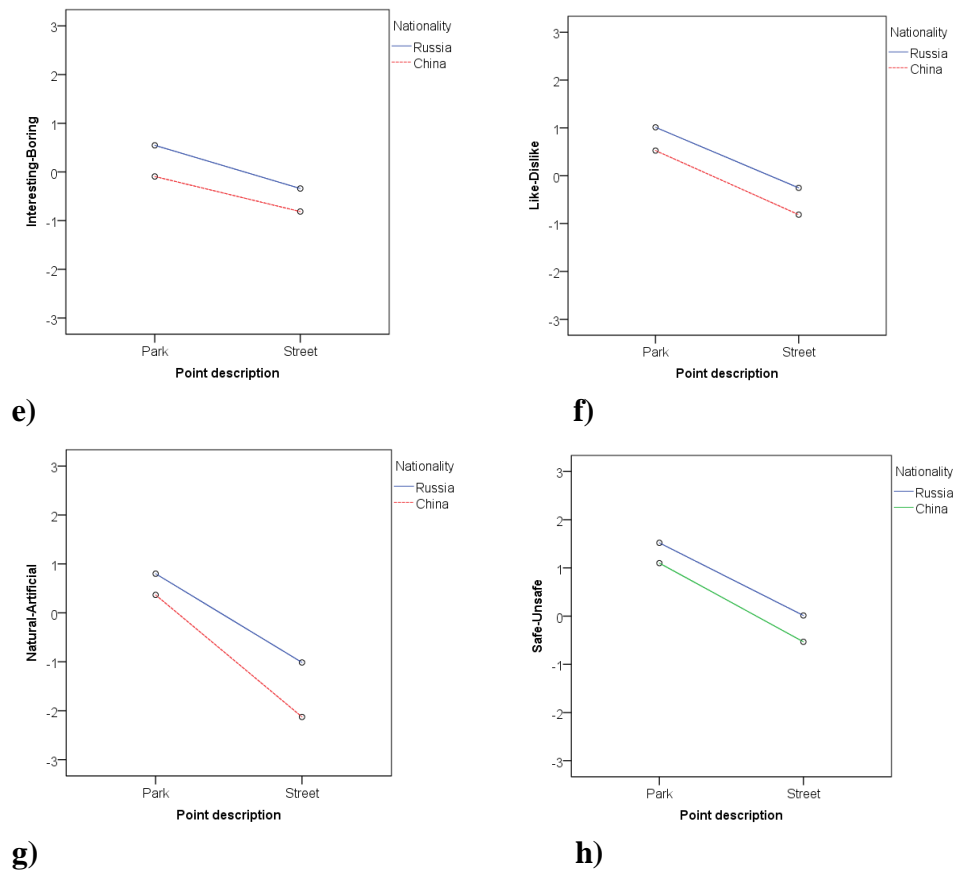 Nationality
Russia
China
Interesting-Boring
3
2
1
0
-1
-2
-3
Park
Street
Point description
e)
Nationality
Russia
China
Like-Dislike
3
2
1
0
-1
-2
-3
Park
Street
Point description
f)
Nationality
Russia
China
Natural-Artificial
3
2
1
0
-1
-2
-3
Park
Street
Point description
g)
Nationality
Russia
China
Safe-Unsafe
3
2
1
0
-1
-2
-3
Park
Street
Point description
h)